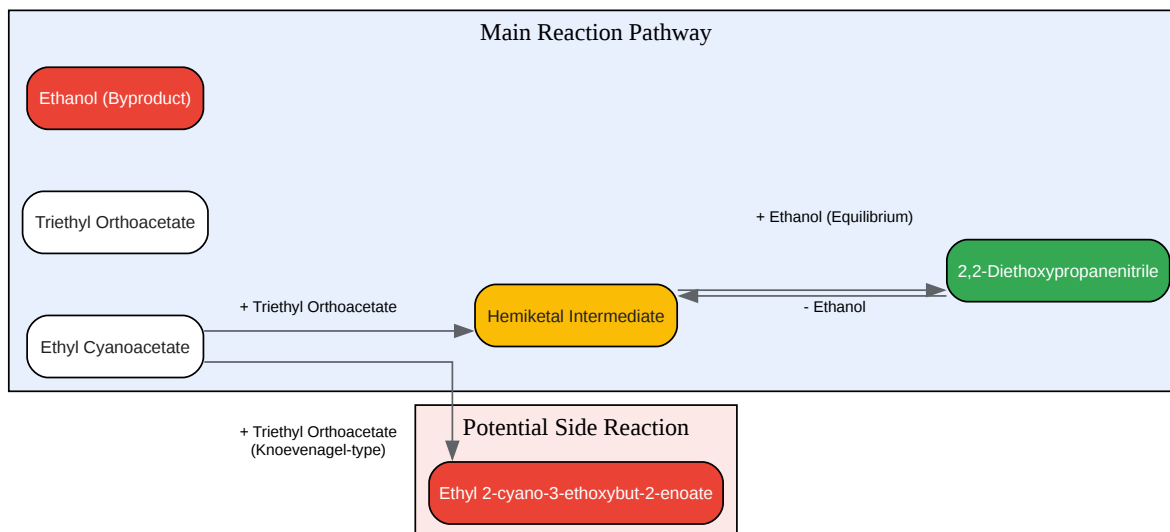 Main Reaction Pathway
Ethanol (Byproduct)
Triethyl Orthoacetate
+ Ethanol (Equilibrium)
2,2-Diethoxypropanenitrile
+ Triethyl Orthoacetate
Hemiketal Intermediate
- Ethanol
Ethyl Cyanoacetate
Potential Side Reaction
+ Triethyl Orthoacetate
(Knoevenagel-type)
Ethyl 2-cyano-3-ethoxybut-2-enoate